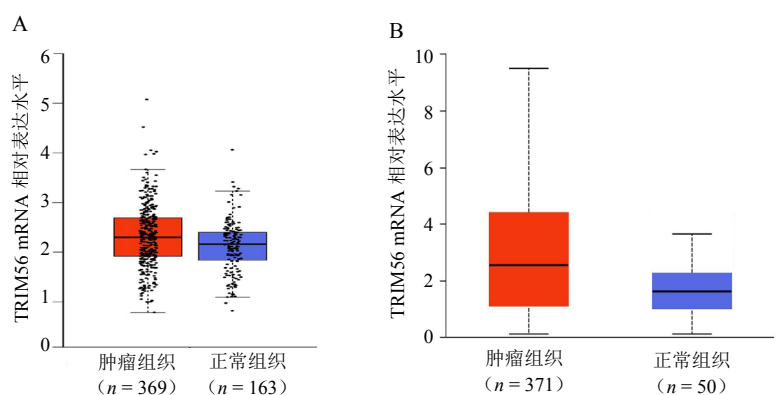 A
TRIM56 mRNA 相对表达水平
6
5
4
3
2
1
0
肿瘤组织
（n = 369）
正常组织
（n = 163）
B
TRIM56 mRNA 相对表达水平
10
8
6
4
2
0
肿瘤组织
（n = 371）
正常组织
（n = 50）